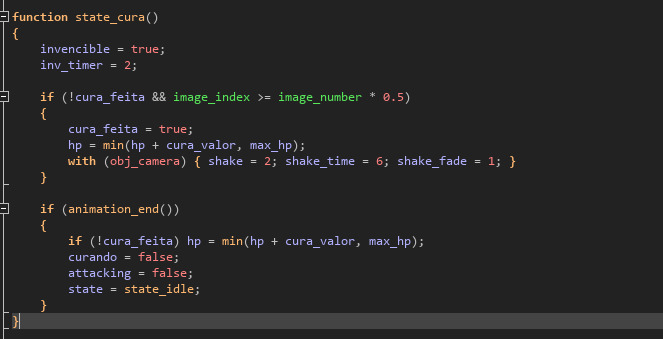 function state_cura()
{
    invencible = true;
    inv_timer = 2;

    if (!cura_feita && image_index >= image_number * 0.5)
    {
        cura_feita = true;
        hp = min(hp + cura_valor, max_hp);
        with (obj_camera) { shake = 2; shake_time = 6; shake_fade = 1; }
    }

    if (animation_end())
    {
        if (!cura_feita) hp = min(hp + cura_valor, max_hp);
        curando = false;
        attacking = false;
        state = state_idle;
    }
}